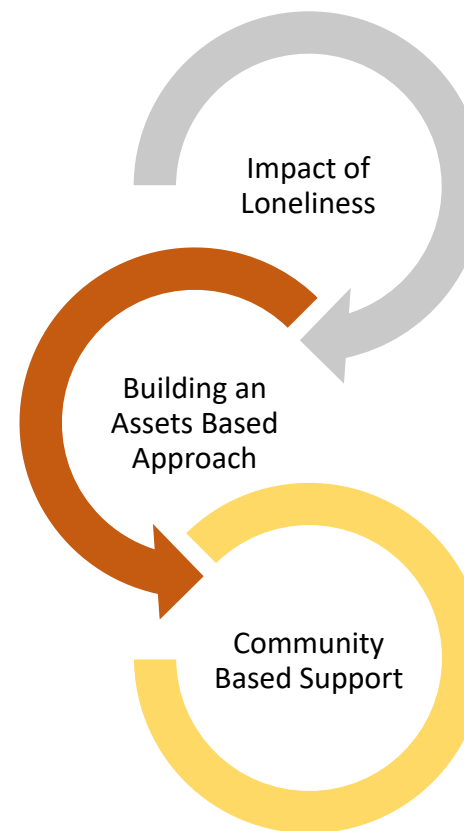 Impact of
Loneliness
Building an
Assets Based
Approach
Community
Based Support